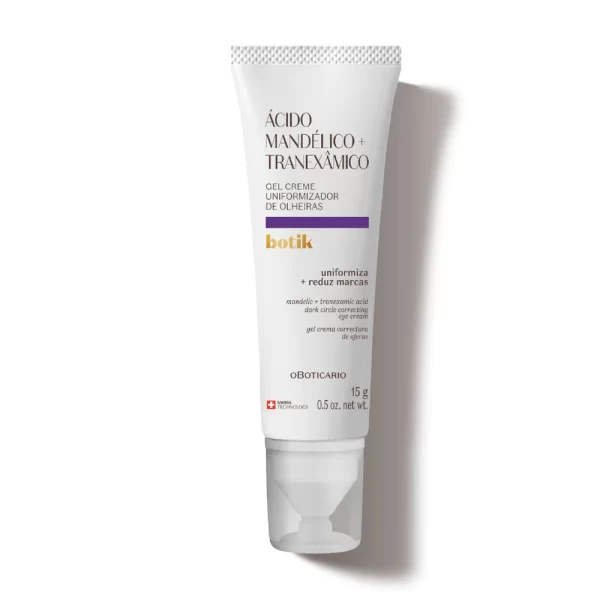 ÁCIDO
MANDÉLICO +
TRANEXÂMICO
GEL CREME
UNIFORMIZADOR
DE OLHEIRAS
botik
uniformiza
+ reduz marcas
mandelic + tranexamic acid
dark circle correcting
eye cream
gel crema correctora
de ojeras
oBOTICÁRIO
15 g
0.5 oz. net wt.
SWISS
TECHNOLOGY